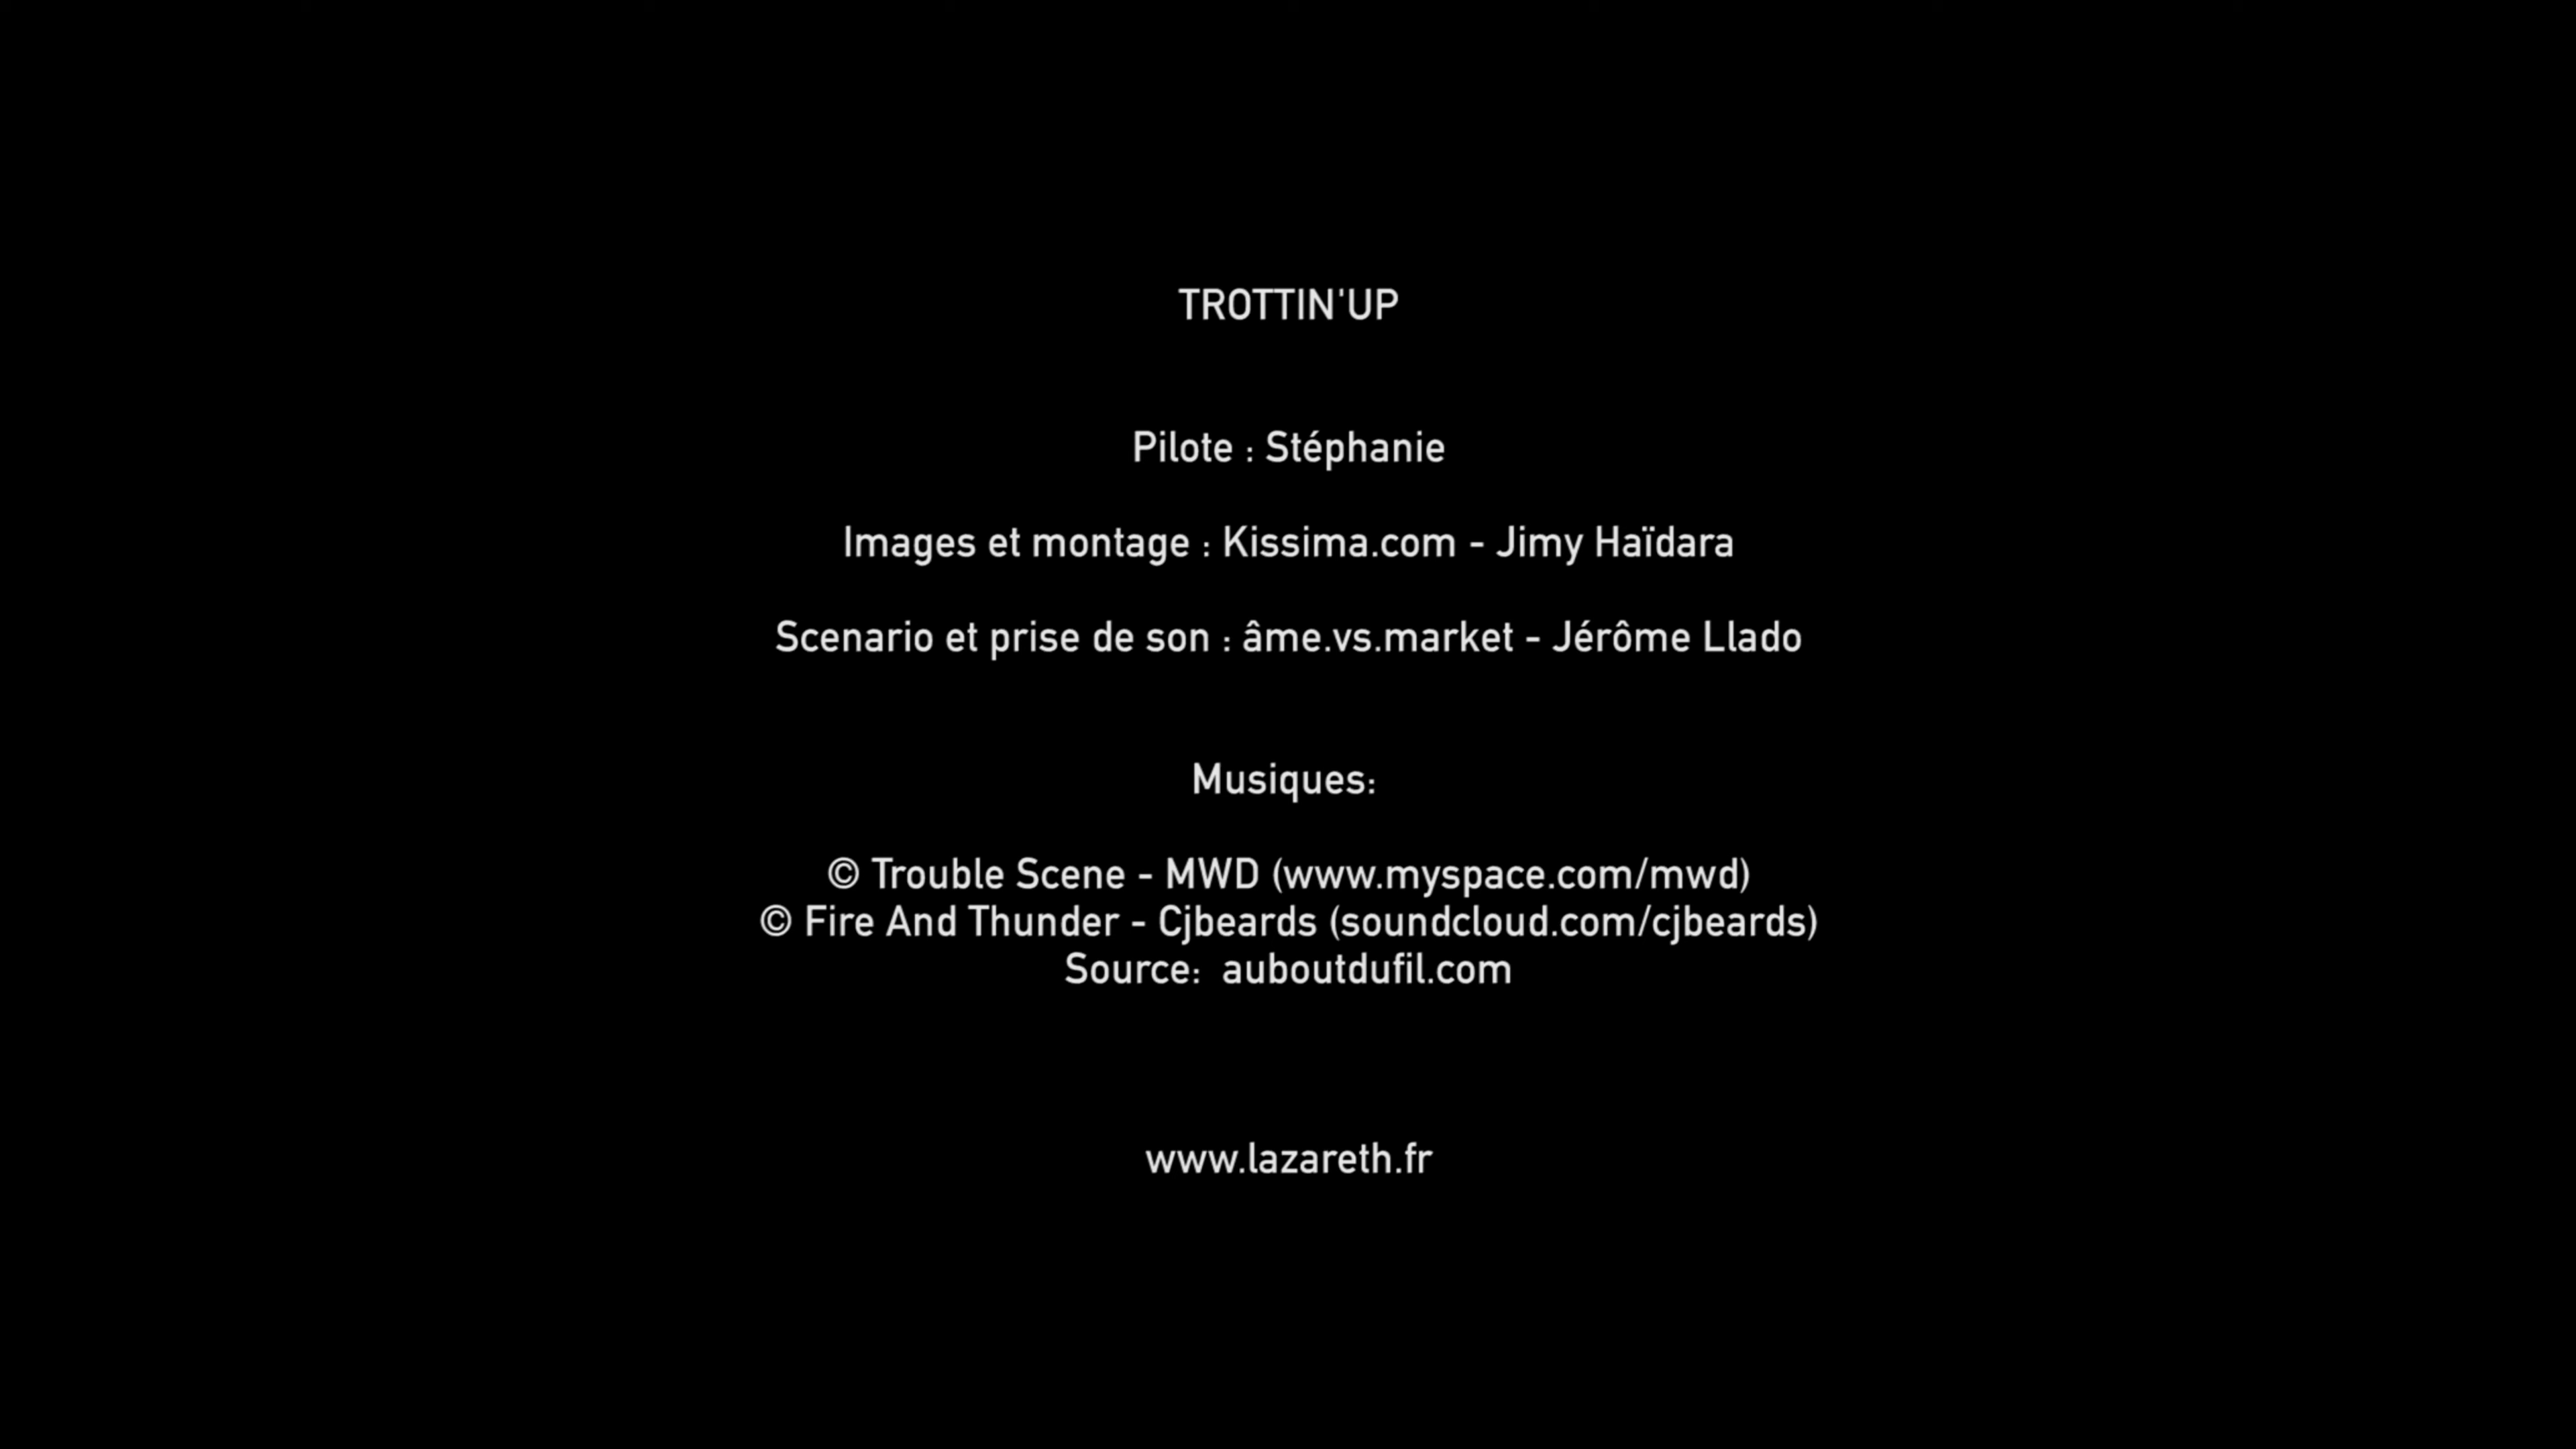 TROTTIN'UP
Pilote : Stéphanie
Images et montage : Kissima.com - Jimy Haïdara
Scenario et prise de son : âme.vs.market - Jérôme Llado
Musiques:
© Trouble Scene - MWD (www.myspace.com/mwd)
© Fire And Thunder - Cjbeards (soundcloud.com/cjbeards)
Source:  auboutdufil.com
www.lazareth.fr